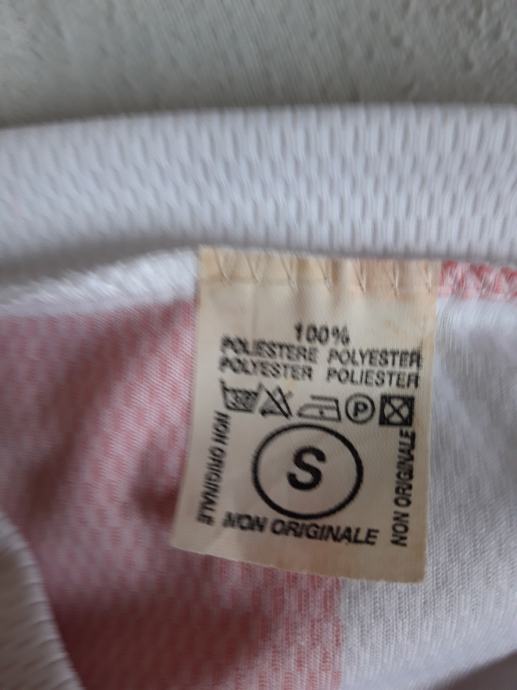 100%
POLIESTERE POLYESTER
POLYESTER POLIESTER
P
NON ORIGINALE
S
NON ORIGINALE
NON ORIGINALE